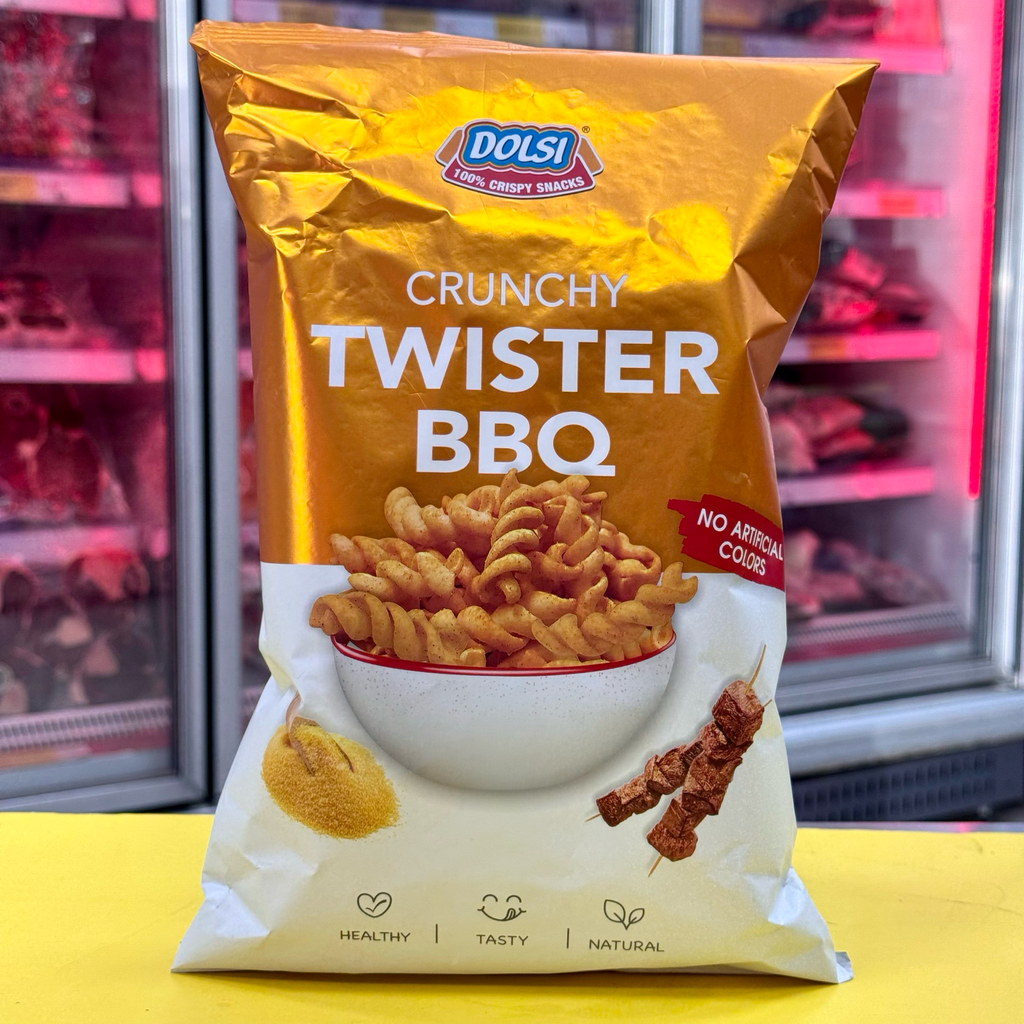 DOLSI®
100% CRISPY SNACKS
CRUNCHY
TWISTER
BBQ
NO ARTIFICIAL
COLORS
HEALTHY
TASTY
NATURAL